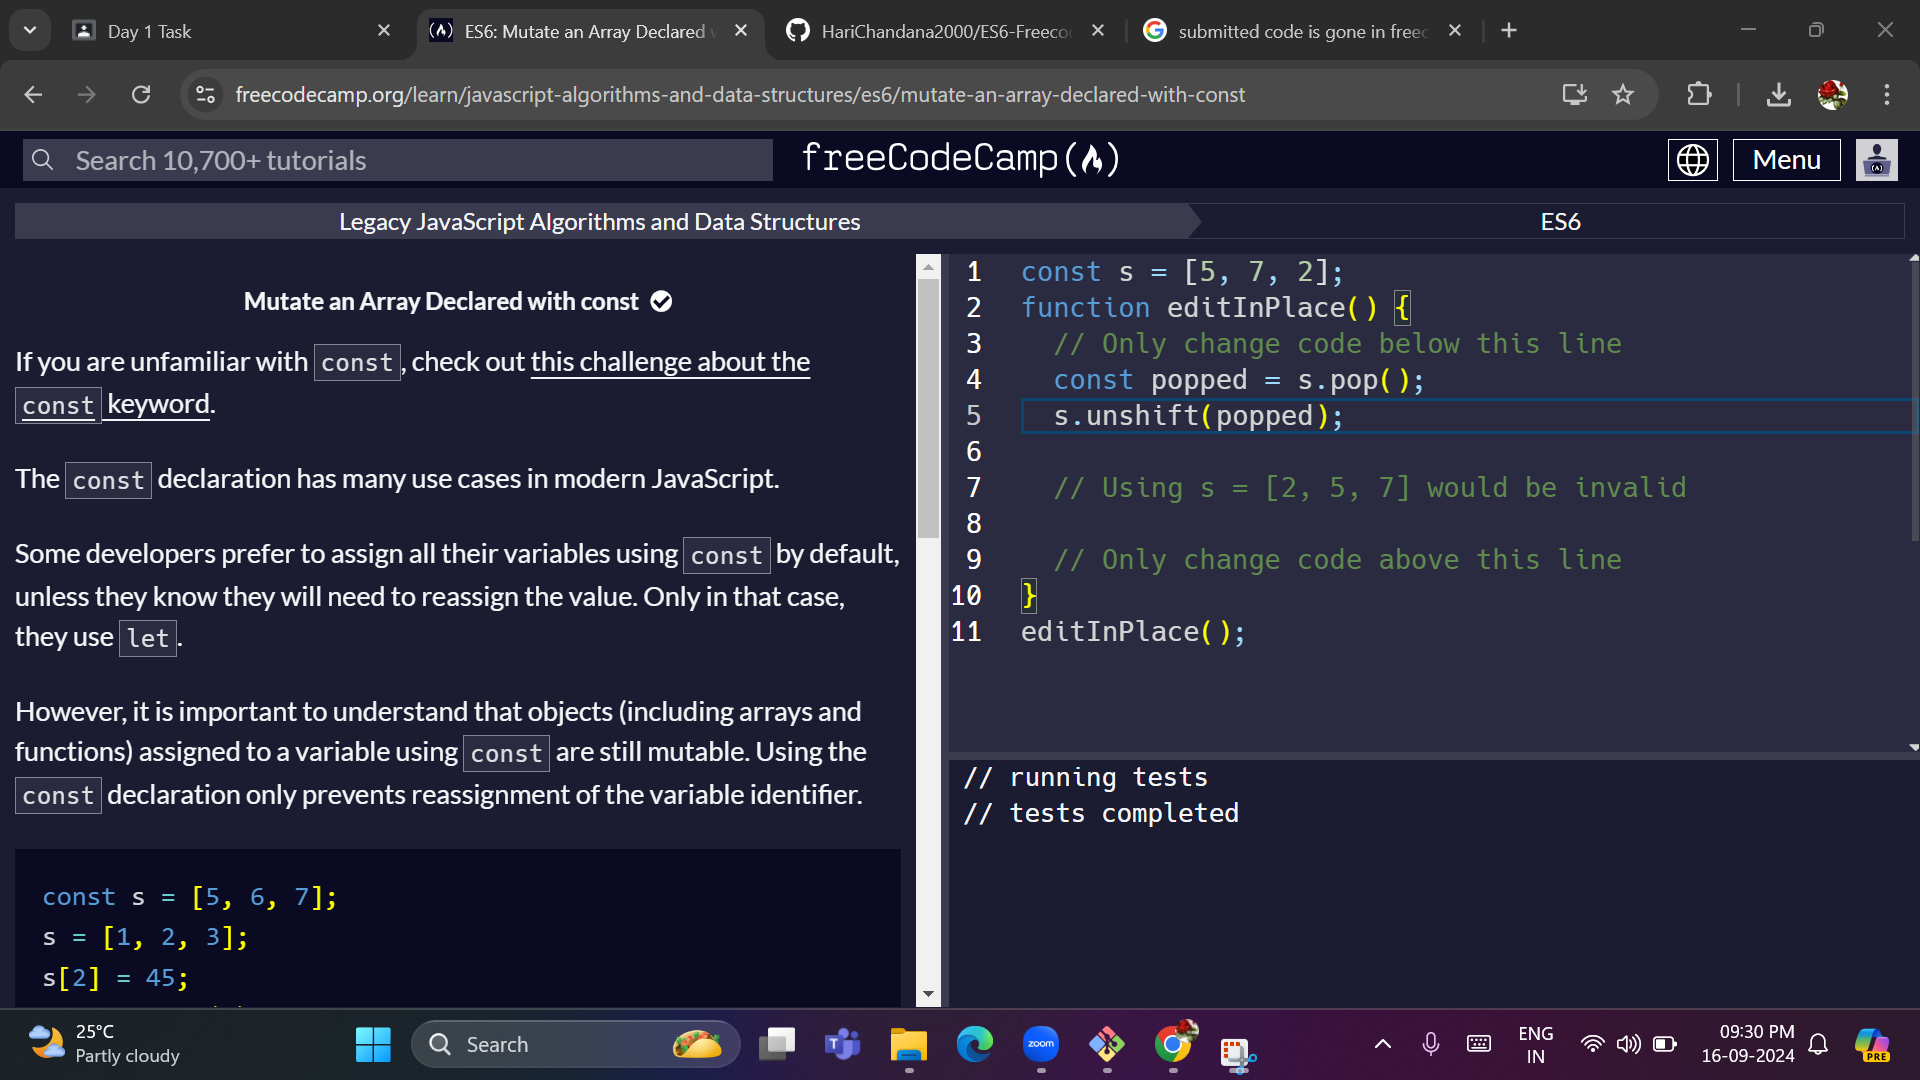 Day 1 Task
ES6: Mutate an Array Declared
HariChandana2000/ES6-Freeco
submitted code is gone in free
freecodecamp.org/learn/javascript-algorithms-and-data-structures/es6/mutate-an-array-declared-with-const
Search 10,700+ tutorials
freeCodeCamp
Menu
Legacy JavaScript Algorithms and Data Structures
ES6
Mutate an Array Declared with const
If you are unfamiliar with const, check out this challenge about the
const keyword.
The const declaration has many use cases in modern JavaScript.
Some developers prefer to assign all their variables using const by default,
unless they know they will need to reassign the value. Only in that case,
they use let.
However, it is important to understand that objects (including arrays and
functions) assigned to a variable using const are still mutable. Using the
const declaration only prevents reassignment of the variable identifier.
const s = [5, 6, 7];
s = [1, 2, 3];
s[2] = 45;
1 const s = [5, 7, 2];
2 function editInPlace() {
3 // Only change code below this line
4 const popped = s.pop();
5 s.unshift(popped);
6
7 // Using s = [2, 5, 7] would be invalid
8
9 // Only change code above this line
10 }
11 editInPlace();
// running tests
// tests completed
25°C
Partly cloudy
Search
zoom
ENG
IN
09:30 PM
16-09-2024
PRE